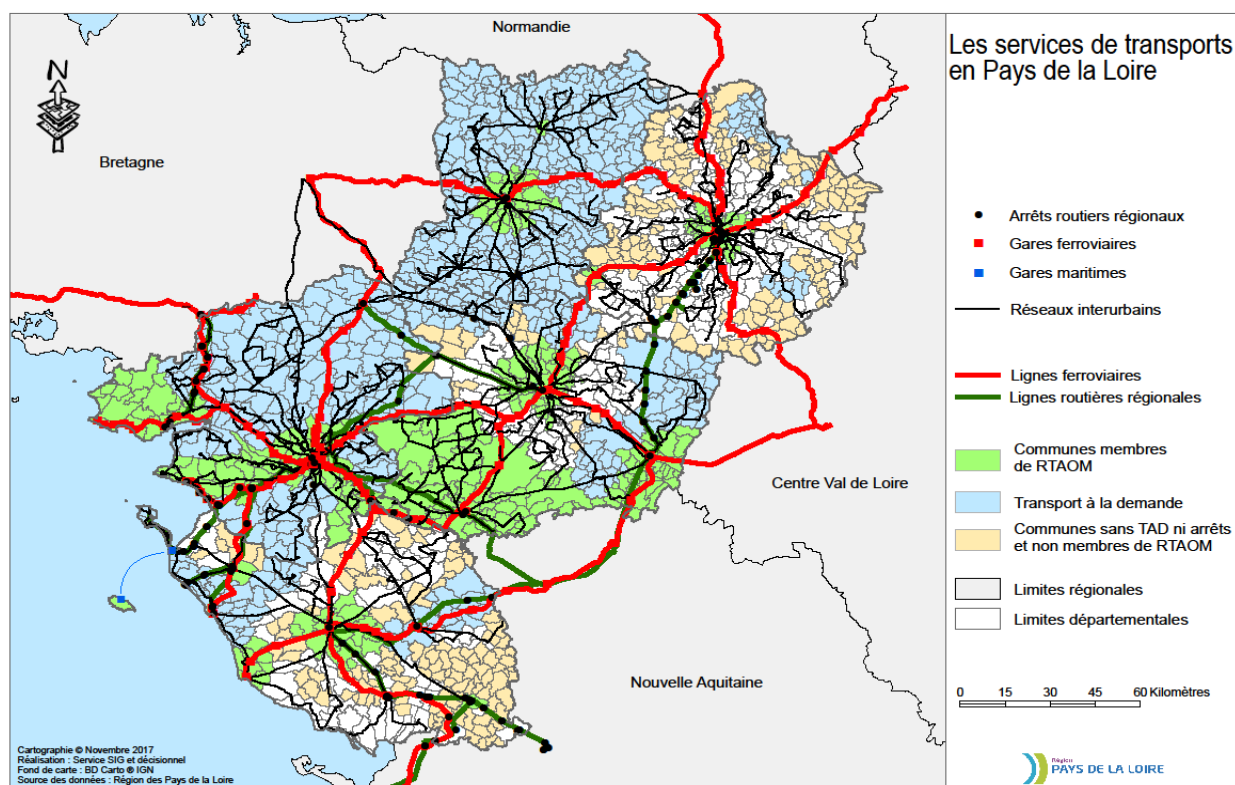 Les services de transports
en Pays de la Loire
Normandie
N
Bretagne
Arrêts routiers régionaux
Gares ferroviaires
Gares maritimes
Réseaux interurbains
Lignes ferroviaires
Lignes routières régionales
Communes membres
de RTAOM
Centre Val de Loire
Transport à la demande
Communes sans TAD ni arrêts
et non membres de RTAOM
Limites régionales
Limites départementales
Nouvelle Aquitaine
0 15 30 45 60 Kilomètres
Cartographie © Novembre 2017
Réalisation : Service SIG et décisionnel
Fond de carte : BD Carto ® IGN
Source des données : Région des Pays de la Loire
Région
PAYS DE LA LOIRE